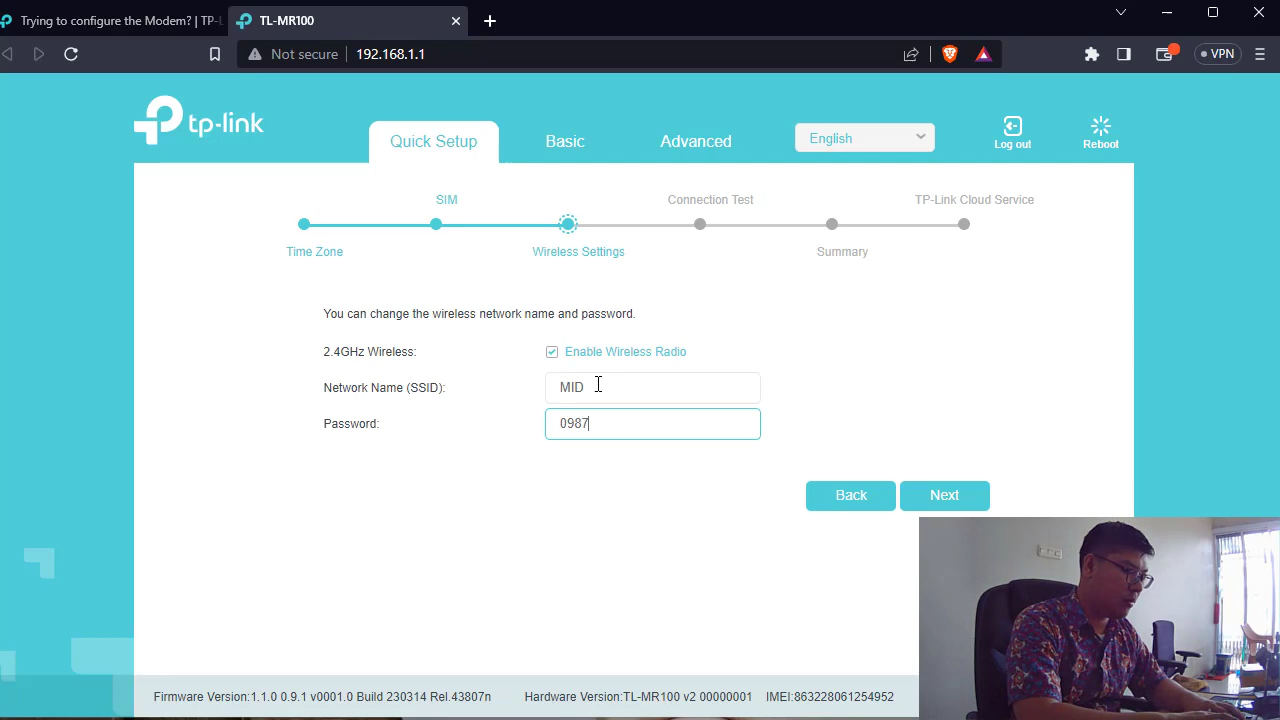 Trying to configure the Modem? | TP-L
TL-MR100
Not secure
192.168.1.1
VPN
tp-link
Quick Setup
Basic
Advanced
English
Log out
Reboot
SIM
Connection Test
TP-Link Cloud Service
Time Zone
Wireless Settings
Summary
You can change the wireless network name and password.
2.4GHz Wireless:
Enable Wireless Radio
Network Name (SSID):
MID
Password:
0987
Back
Next
Firmware Version:1.1.0 0.9.1 v0001.0 Build 230314 Rel.43807n
Hardware Version:TL-MR100 v2 00000001
IMEI:863228061254952